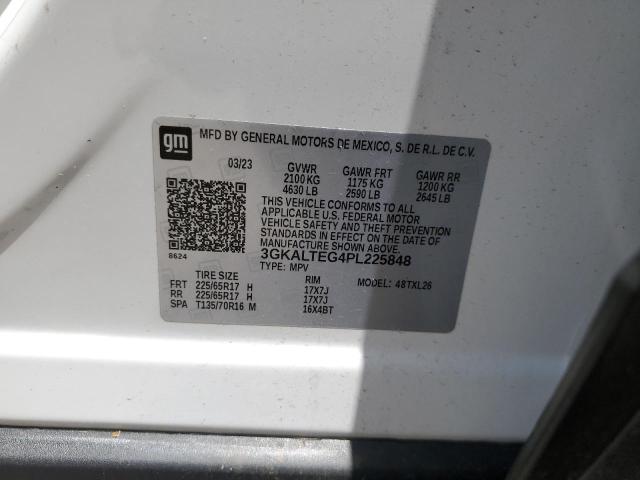 gm MFD BY GENERAL MOTORS DE MEXICO, S. DE R.L. DE C.V.
03/23 GVWR GAWR FRT GAWR RR
2100 KG 1175 KG 1200 KG
4630 LB 2590 LB 2645 LB
THIS VEHICLE CONFORMS TO ALL
APPLICABLE U.S. FEDERAL MOTOR
VEHICLE SAFETY AND THEFT PREVENTION
STANDARDS IN EFFECT ON THE DATE OF
MANUFACTURE SHOWN ABOVE.
3GKALTEG4PL225848
8624 TYPE: MPV
TIRE SIZE RIM MODEL: 48TXL26
FRT 225/65R17 H 17X7J
RR 225/65R17 H 17X7J
SPA T135/70R16 M 16X4BT